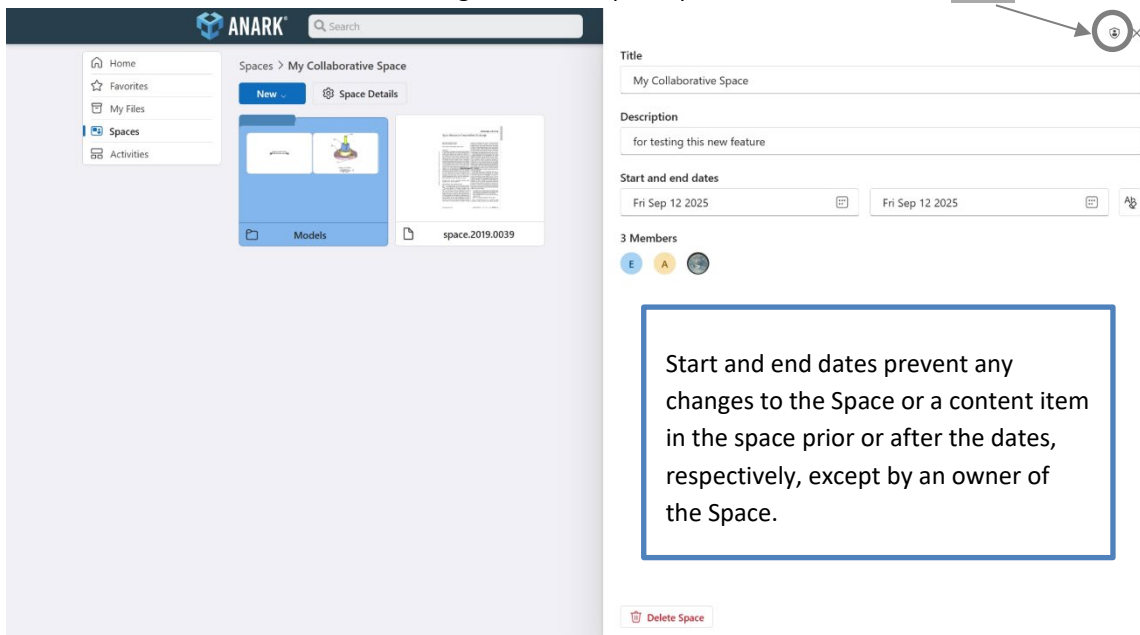 ANARK®
Search
Home
Favorites
My Files
Spaces
Activities
Spaces > My Collaborative Space
New
Space Details
Models
space.2019.0039
Title
My Collaborative Space
Description
for testing this new feature
Start and end dates
Fri Sep 12 2025
Fri Sep 12 2025
3 Members
E
A
Start and end dates prevent any
changes to the Space or a content item
in the space prior or after the dates,
respectively, except by an owner of
the Space.
Delete Space